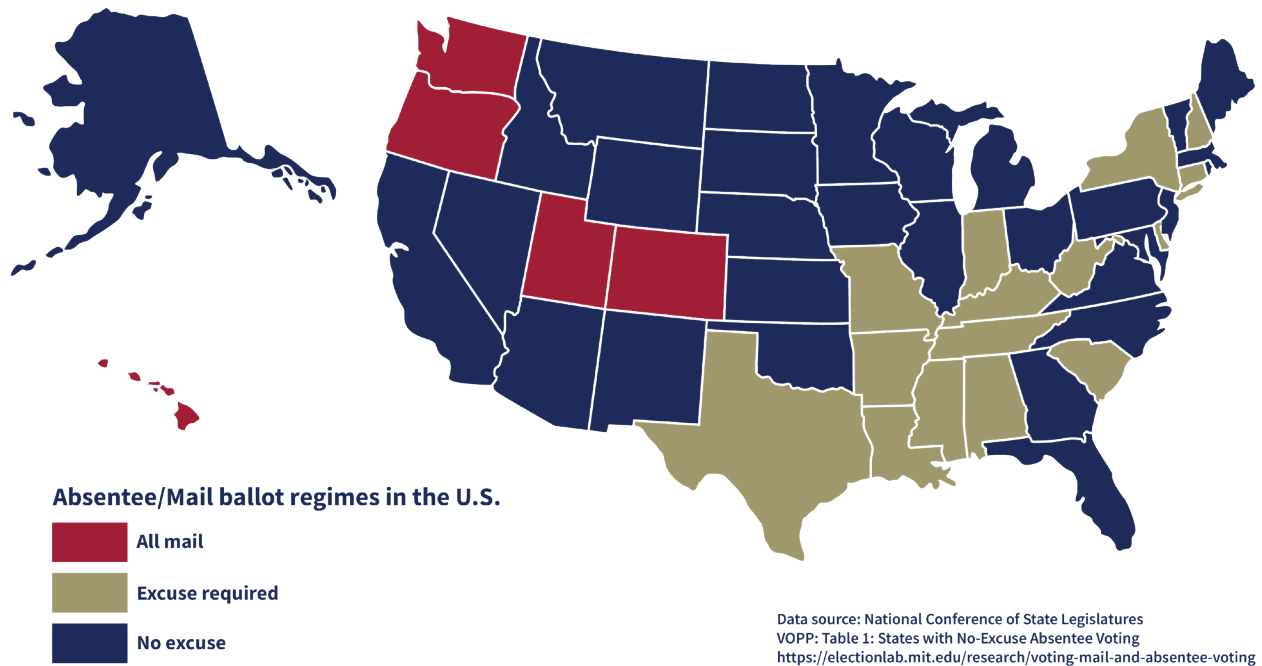 Absentee/Mail ballot regimes in the U.S.
All mail
Excuse required
No excuse
Data source: National Conference of State Legislatures
VOPP: Table 1: States with No-Excuse Absentee Voting
https://electionlab.mit.edu/research/voting-mail-and-absentee-voting